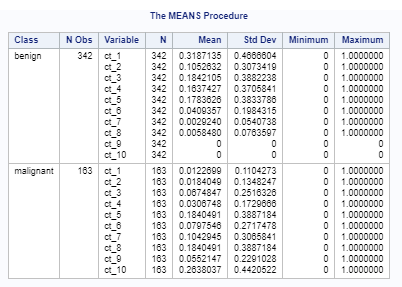 The MEANS Procedure
Class N Obs Variable N Mean Std Dev Minimum Maximum
benign 342 ct_1 342 0.3187135 0.4666604 0 1.0000000
ct_2 342 0.1052632 0.3073419 0 1.0000000
ct_3 342 0.1842105 0.3882238 0 1.0000000
ct_4 342 0.1637427 0.3705841 0 1.0000000
ct_5 342 0.1783626 0.3833786 0 1.0000000
ct_6 342 0.0409357 0.1984315 0 1.0000000
ct_7 342 0.0029240 0.0540738 0 1.0000000
ct_8 342 0.0058480 0.0763597 0 1.0000000
ct_9 342 0 0 0 0
ct_10 342 0 0 0 0
malignant 163 ct_1 163 0.0122699 0.1104273 0 1.0000000
ct_2 163 0.0184049 0.1348247 0 1.0000000
ct_3 163 0.0674847 0.2516326 0 1.0000000
ct_4 163 0.0306748 0.1729666 0 1.0000000
ct_5 163 0.1840491 0.3887184 0 1.0000000
ct_6 163 0.0797546 0.2717478 0 1.0000000
ct_7 163 0.1042945 0.3065841 0 1.0000000
ct_8 163 0.1840491 0.3887184 0 1.0000000
ct_9 163 0.0552147 0.2291028 0 1.0000000
ct_10 163 0.2638037 0.4420522 0 1.0000000